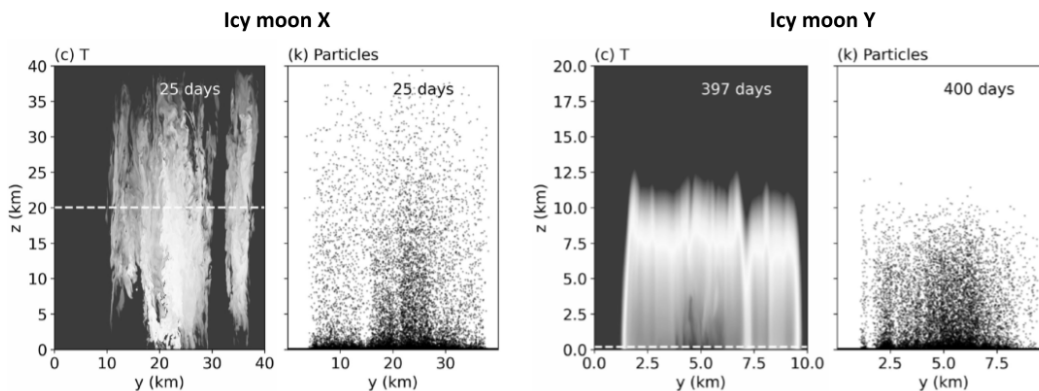 Icy moon X
Icy moon Y
(c) T
(k) Particles
(c) T
(k) Particles
40
35
30
25
20
15
10
5
0
z (km)
25 days
0 10 20 30 40
y (km)
25 days
10 20 30
y (km)
20.0
17.5
15.0
12.5
10.0
7.5
5.0
2.5
0.0
z (km)
397 days
0.0 2.5 5.0 7.5 10.0
y (km)
400 days
2.5 5.0 7.5
y (km)